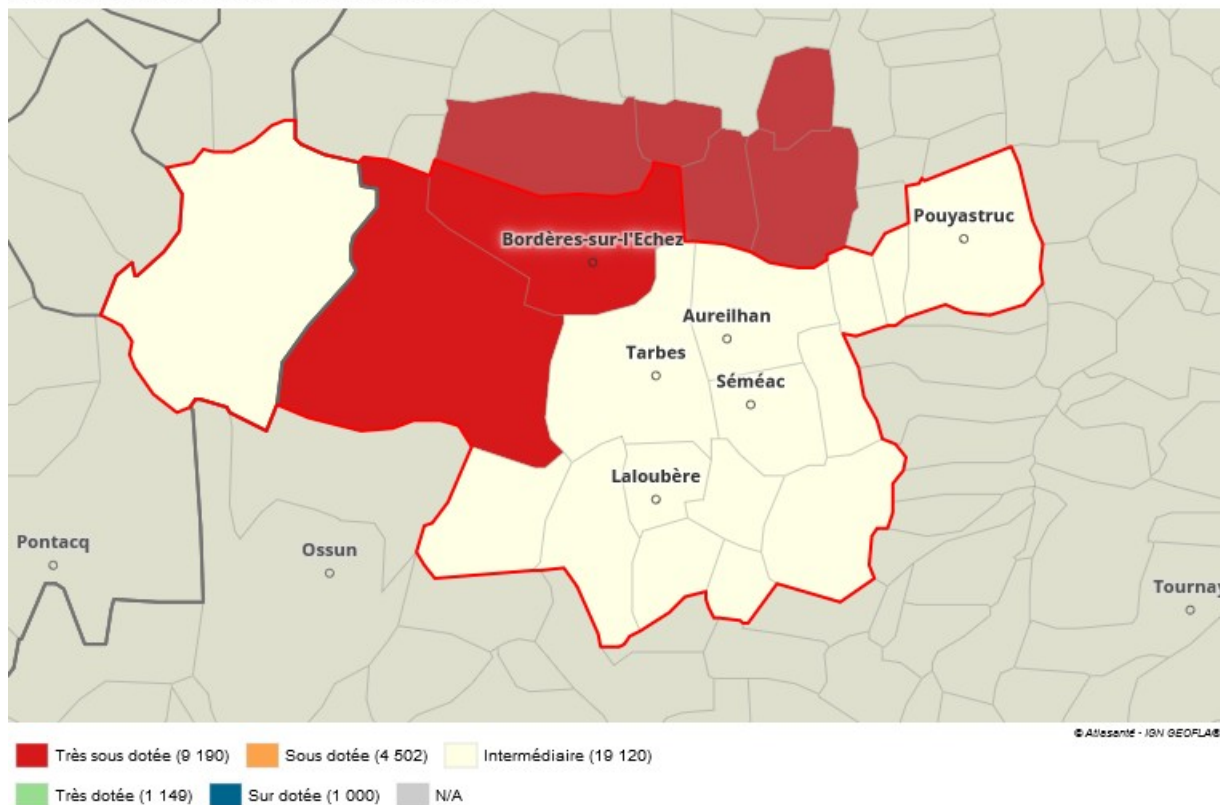 Pouyastruc
Bordères-sur-l'Echez
Aureilhan
Tarbes
Séméac
Laloubère
Pontacq
Ossun
Tournay
© Atlasanté - IGN GEOFLA®
Très sous dotée (9 190) Sous dotée (4 502) Intermédiaire (19 120)
Très dotée (1 149) Sur dotée (1 000) N/A